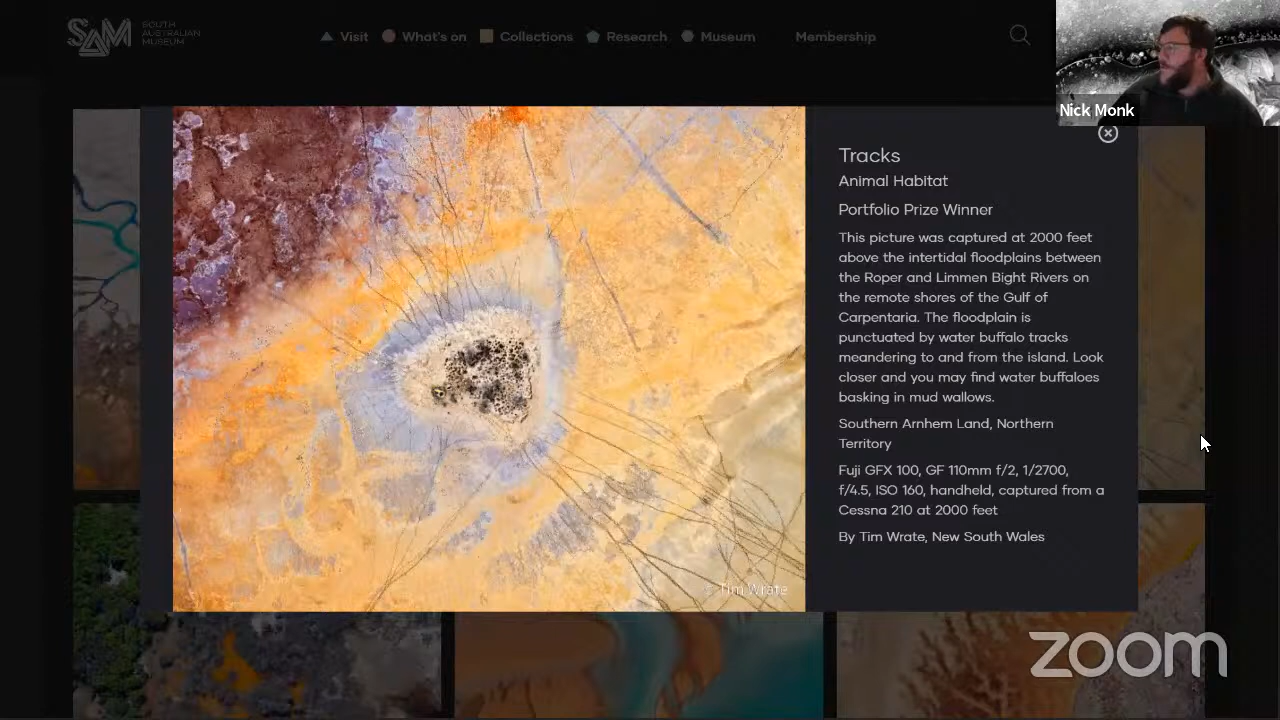 SAM
SOUTH
AUSTRALIAN
MUSEUM
Visit
What's on
Collections
Research
Museum
Membership
Nick Monk
Tracks
Animal Habitat
Portfolio Prize Winner
This picture was captured at 2000 feet
above the intertidal floodplains between
the Roper and Limmen Bight Rivers on
the remote shores of the Gulf of
Carpentaria. The floodplain is
punctuated by water buffalo tracks
meandering to and from the island. Look
closer and you may find water buffaloes
basking in mud wallows.
Southern Arnhem Land, Northern
Territory
Fuji GFX 100, GF 110mm f/2, 1/2700,
f/4.5, ISO 160, handheld, captured from a
Cessna 210 at 2000 feet
By Tim Wrate, New South Wales
© Tim Wrate
zoom